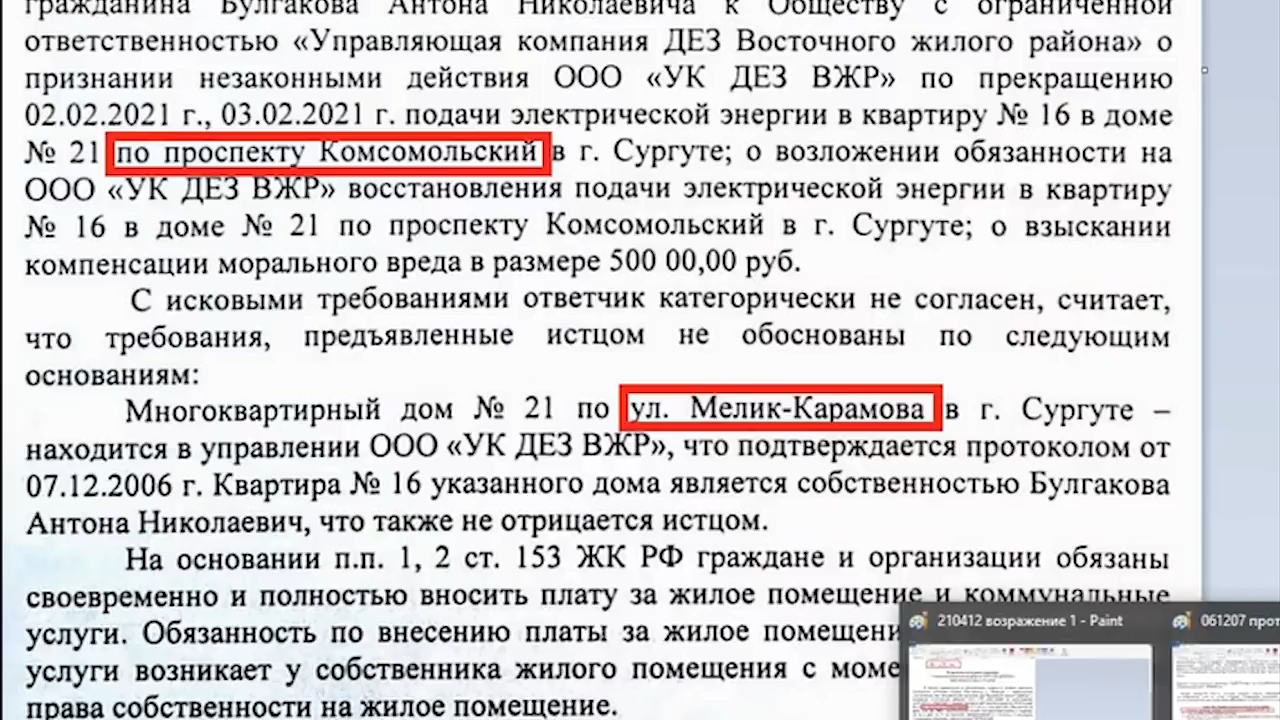 гражданина Булгакова Антона Николаевича к Обществу с ограниченной
ответственностью «Управляющая компания ДЕЗ Восточного жилого района» о
признании незаконными действия ООО «УК ДЕЗ ВЖР» по прекращению
02.02.2021 г., 03.02.2021 г. подачи электрической энергии в квартиру № 16 в доме
№ 21 по проспекту Комсомольский в г. Сургуте; о возложении обязанности на
ООО «УК ДЕЗ ВЖР» восстановления подачи электрической энергии в квартиру
№ 16 в доме № 21 по проспекту Комсомольский в г. Сургуте; о взыскании
компенсации морального вреда в размере 500 00,00 руб.
С исковыми требованиями ответчик категорически не согласен, считает,
что требования, предъявленные истцом не обоснованы по следующим
основаниям:
Многоквартирный дом № 21 по ул. Мелик-Карамова в г. Сургуте –
находится в управлении ООО «УК ДЕЗ ВЖР», что подтверждается протоколом от
07.12.2006 г. Квартира № 16 указанного дома является собственностью Булгакова
Антона Николаевич, что также не отрицается истцом.
На основании п.п. 1, 2 ст. 153 ЖК РФ граждане и организации обязаны
своевременно и полностью вносить плату за жилое помещение и коммунальные
услуги. Обязанность по внесению платы за жилое помещени
услуги возникает у собственника жилого помещения с моме
права собственности на жилое помещение.
210412 возражение 1 - Paint
061207 прот